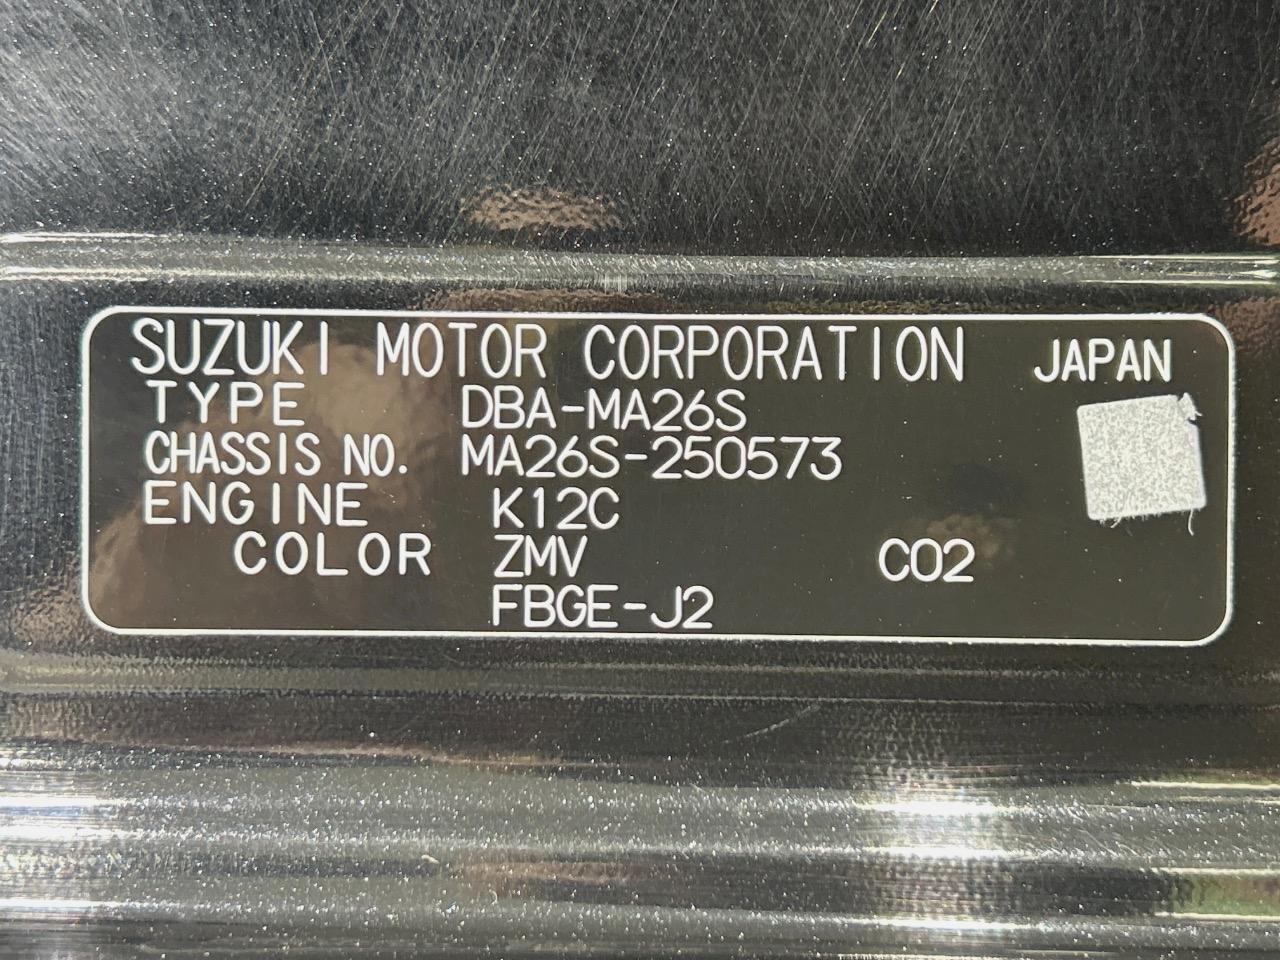 SUZUKI MOTOR CORPORATION JAPAN
TYPE DBA-MA26S
CHASSIS NO. MA26S-250573
ENGINE K12C
COLOR ZMV C02
FBGE-J2